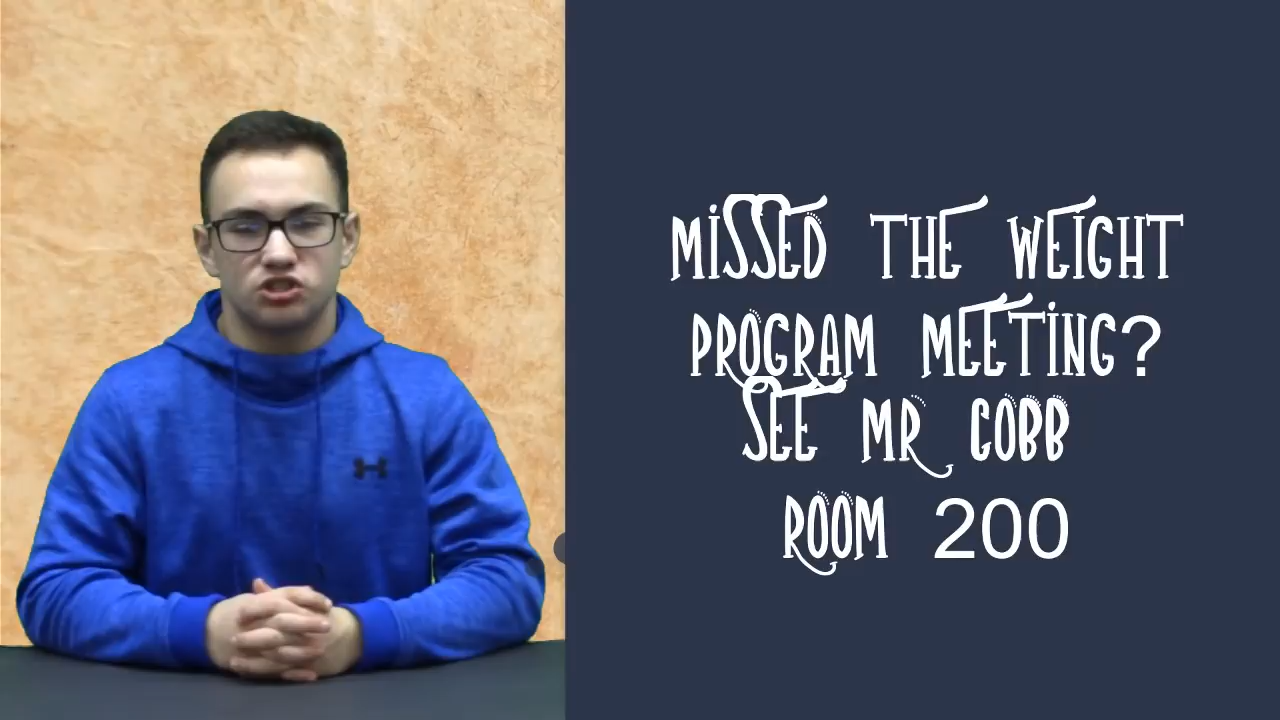 MISSED THE WEIGHT
PROGRAM MEETING?
SEE MR COBB
ROOM 200